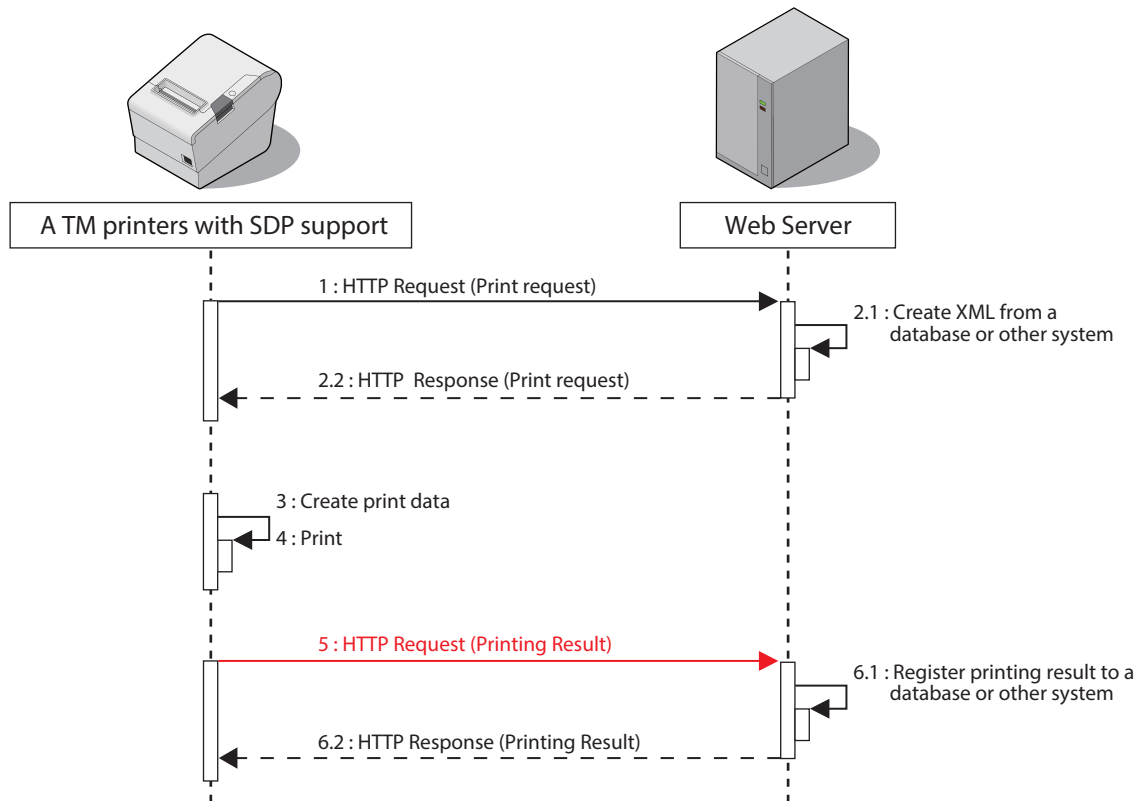 A TM printers with SDP support
Web Server
1 : HTTP Request (Print request)
2.1 : Create XML from a
database or other system
2.2 : HTTP Response (Print request)
3 : Create print data
4 : Print
5 : HTTP Request (Printing Result)
6.1 : Register printing result to a
database or other system
6.2 : HTTP Response (Printing Result)